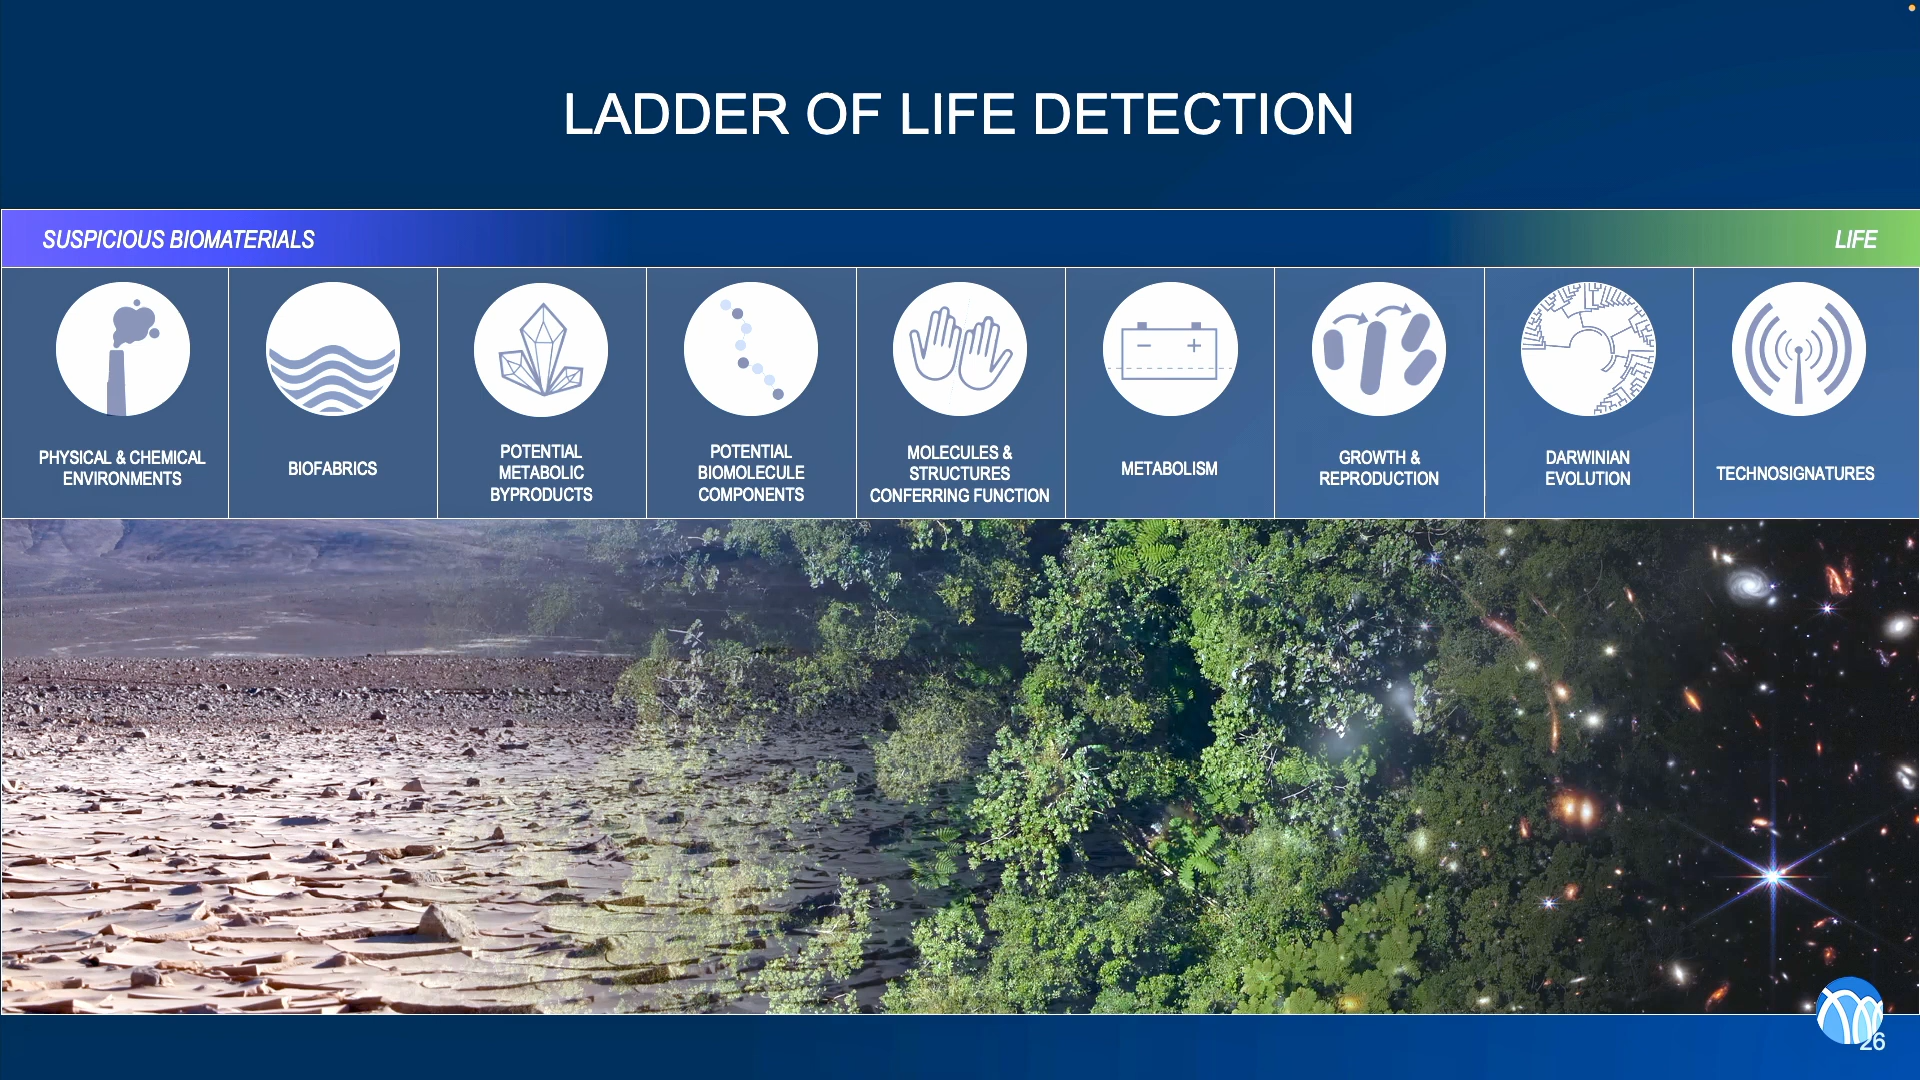 LADDER OF LIFE DETECTION
SUSPICIOUS BIOMATERIALS
LIFE
PHYSICAL & CHEMICAL
ENVIRONMENTS
BIOFABRICS
POTENTIAL
METABOLIC
BYPRODUCTS
POTENTIAL
BIOMOLECULE
COMPONENTS
MOLECULES &
STRUCTURES
CONFERRING FUNCTION
METABOLISM
GROWTH &
REPRODUCTION
DARWINIAN
EVOLUTION
TECHNOSIGNATURES
26